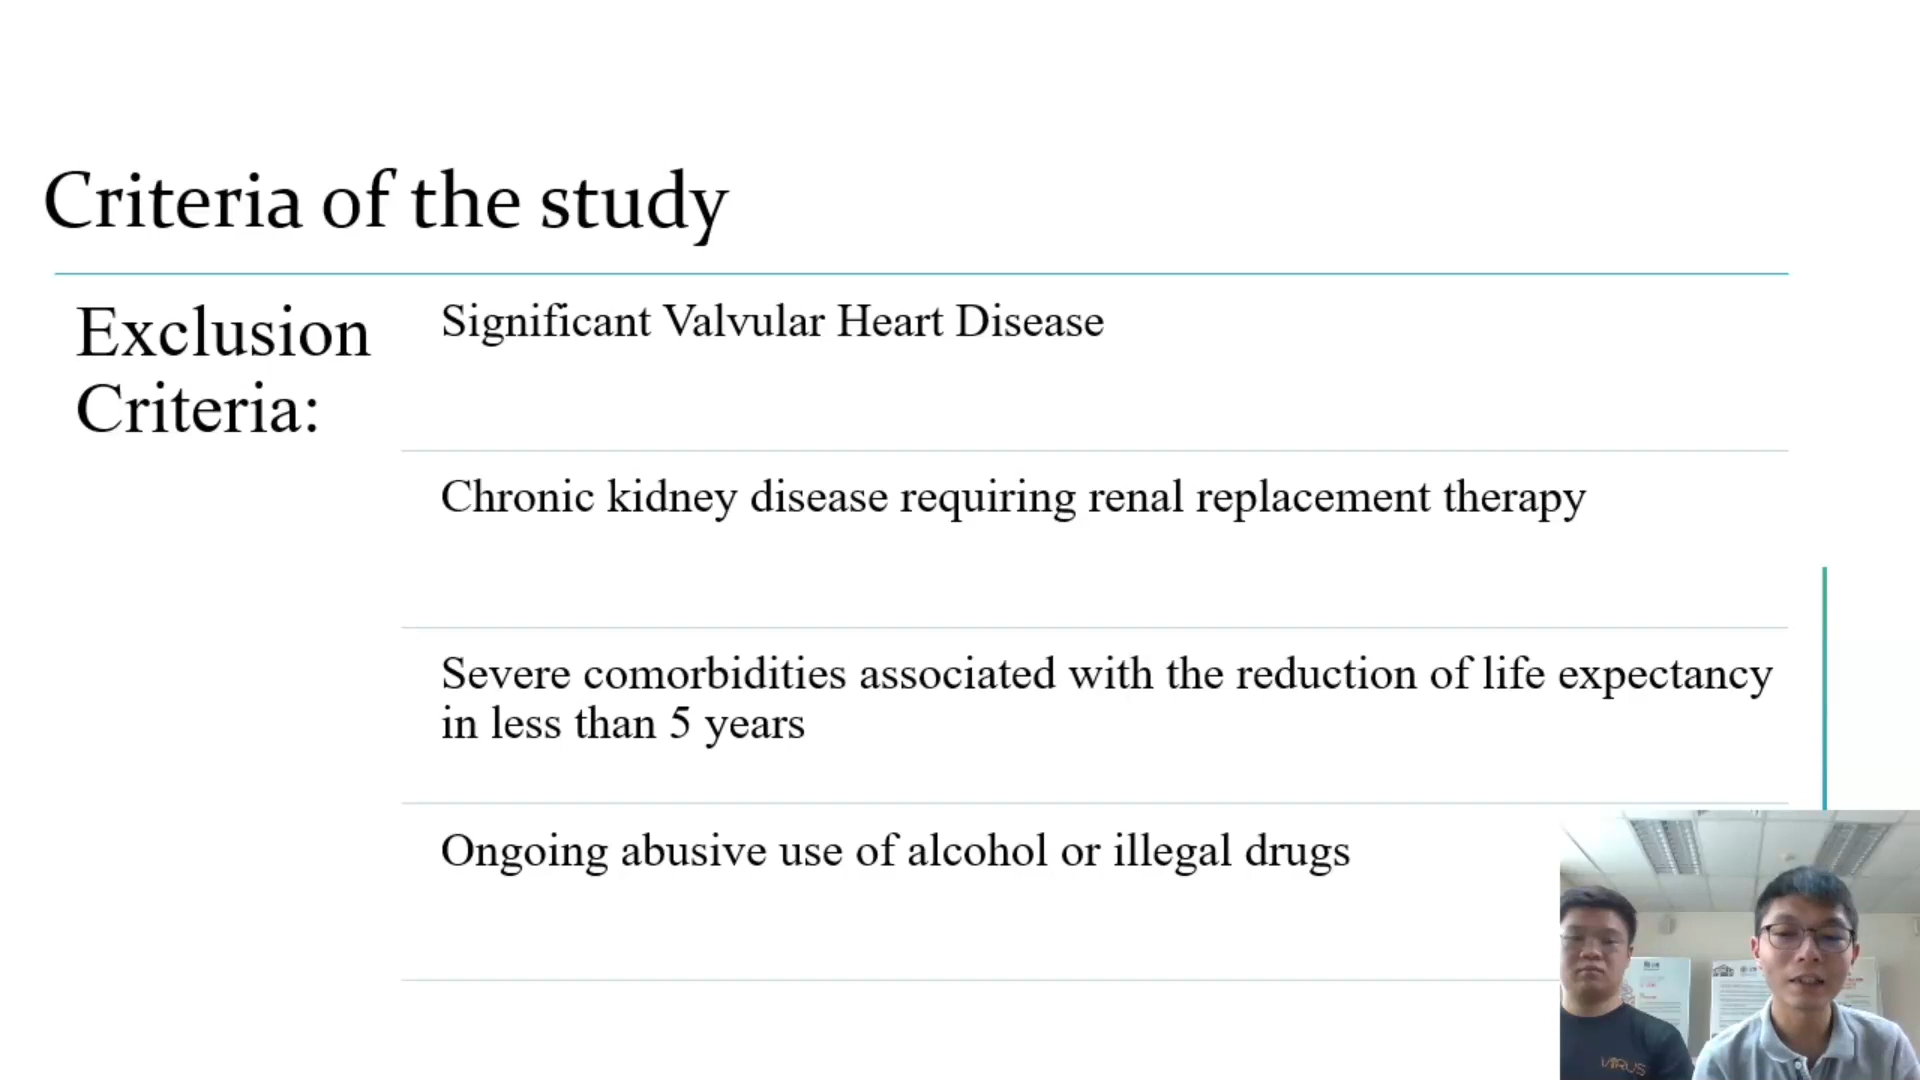 Criteria of the study
Exclusion
Criteria:
Significant Valvular Heart Disease
Chronic kidney disease requiring renal replacement therapy
Severe comorbidities associated with the reduction of life expectancy
in less than 5 years
Ongoing abusive use of alcohol or illegal drugs